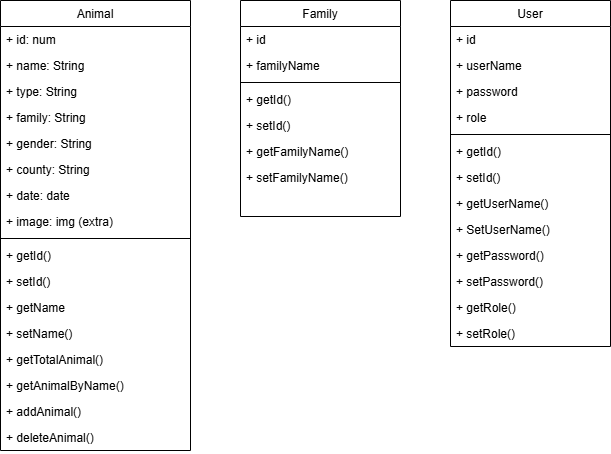 Animal
+ id: num
+ name: String
+ type: String
+ family: String
+ gender: String
+ county: String
+ date: date
+ image: img (extra)
+ getId()
+ setId()
+ getName
+ setName()
+ getTotalAnimal()
+ getAnimalByName()
+ addAnimal()
+ deleteAnimal()
Family
+ id
+ familyName
+ getId()
+ setId()
+ getFamilyName()
+ setFamilyName()
User
+ id
+ userName
+ password
+ role
+ getId()
+ setId()
+ getUserName()
+ SetUserName()
+ getPassword()
+ setPassword()
+ getRole()
+ setRole()